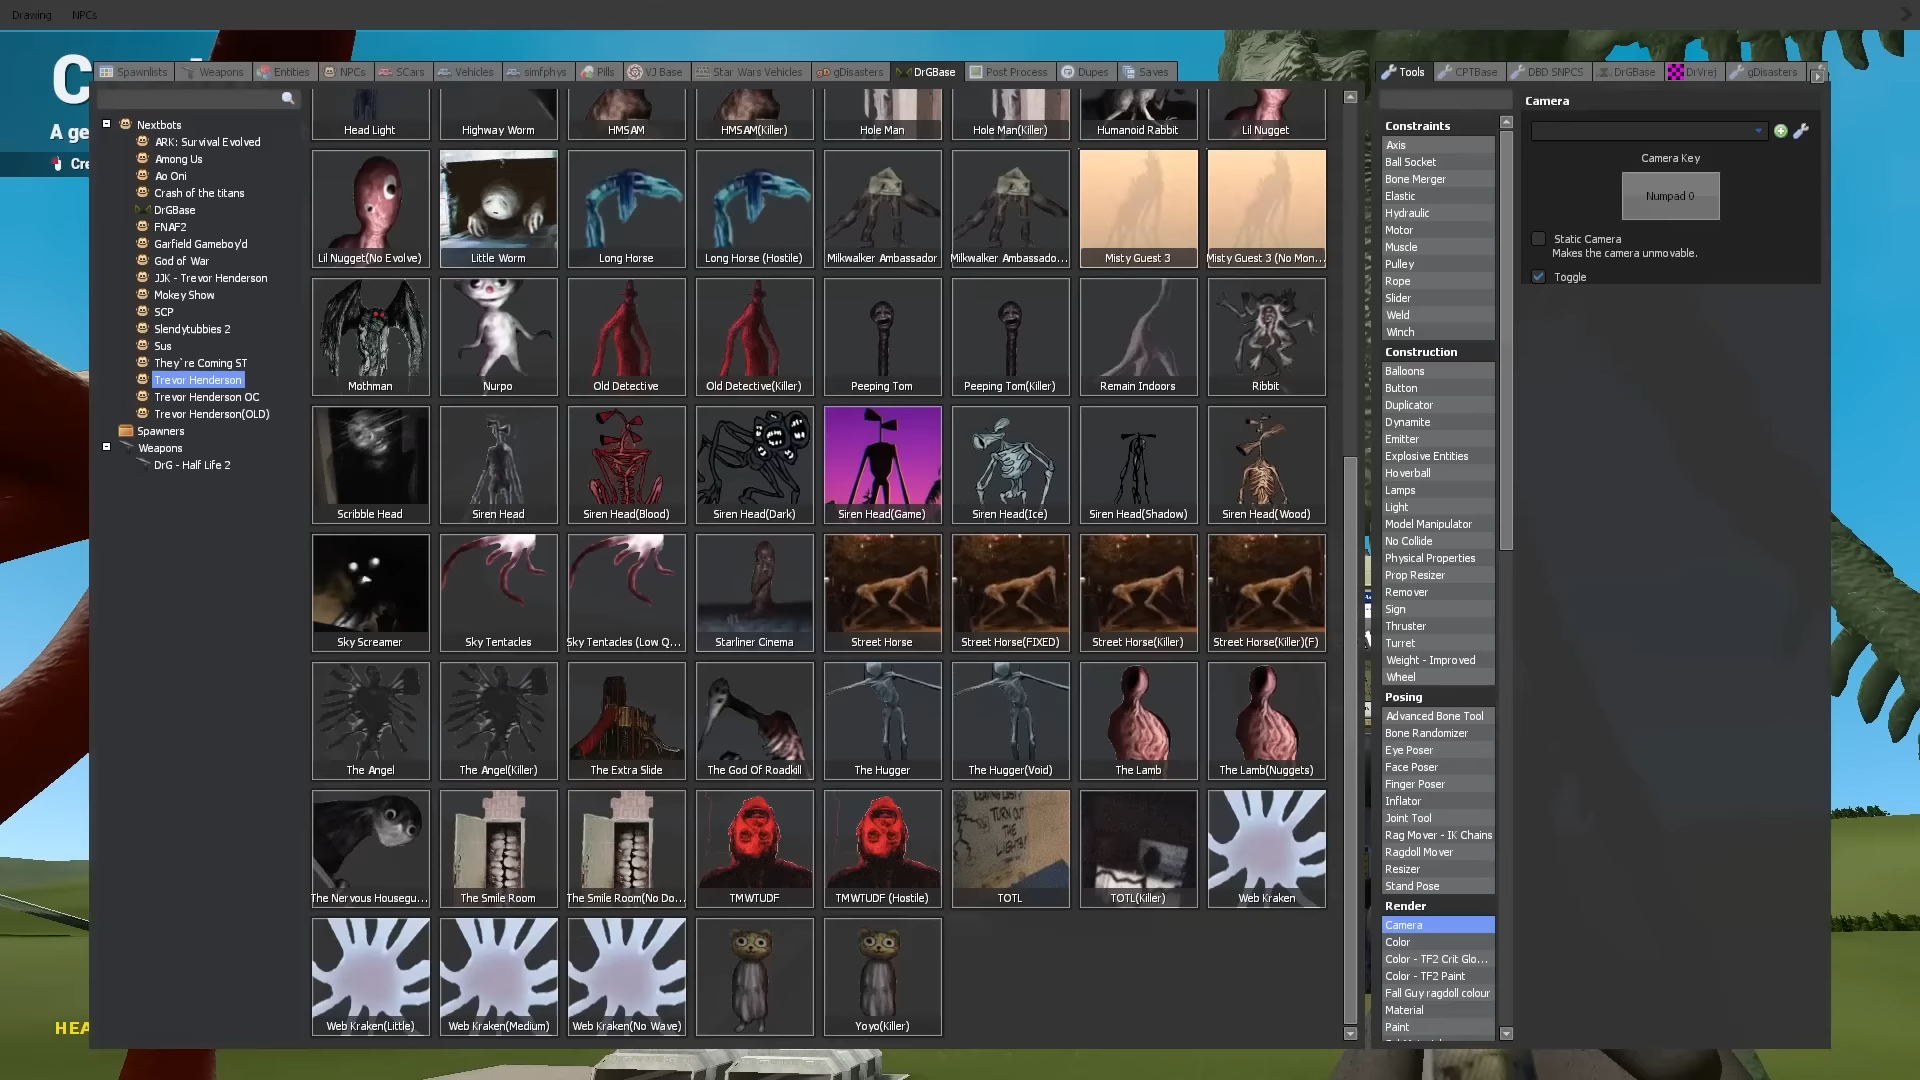 Drawing NPCs
C
A ge
Cre
HEA
Spawnlists Weapons Entities NPCs SCars Vehicles simfphys Pills VJ Base Star Wars Vehicles gDisasters DrGBase Post Process Dupes Saves
Nextbots
ARK: Survival Evolved
Among Us
Ao Oni
Crash of the titans
DrGBase
FNAF2
Garfield Gameboy'd
God of War
JJK - Trevor Henderson
Mokey Show
SCP
Slendytubbies 2
Sus
They`re Coming ST
Trevor Henderson
Trevor Henderson OC
Trevor Henderson(OLD)
Spawners
Weapons
DrG - Half Life 2
Head Light Highway Worm HMSAM HMSAM(Killer) Hole Man Hole Man(Killer) Humanoid Rabbit Lil Nugget
Lil Nugget(No Evolve) Little Worm Long Horse Long Horse (Hostile) Milkwalker Ambassador Milkwalker Ambassado... Misty Guest 3 Misty Guest 3 (No Mon...
Mothman Nurpo Old Detective Old Detective(Killer) Peeping Tom Peeping Tom(Killer) Remain Indoors Ribbit
Scribble Head Siren Head Siren Head(Blood) Siren Head(Dark) Siren Head(Game) Siren Head(Ice) Siren Head(Shadow) Siren Head(Wood)
Sky Screamer Sky Tentacles Sky Tentacles (Low Q... Starliner Cinema Street Horse Street Horse(FIXED) Street Horse(Killer) Street Horse(Killer)(F)
The Angel The Angel(Killer) The Extra Slide The God Of Roadkill The Hugger The Hugger(Void) The Lamb The Lamb(Nuggets)
TURN OUT
THE
LIGHTS!
The Nervous Housegu... The Smile Room The Smile Room(No Do... TMWTUDF TMWTUDF (Hostile) TOTL TOTL(Killer) Web Kraken
Web Kraken(Little) Web Kraken(Medium) Web Kraken(No Wave) Yoyo(Killer)
Tools CPTBase DBD SNPCS DrGBase DrVrej gDisasters
Constraints
Axis
Ball Socket
Bone Merger
Elastic
Hydraulic
Motor
Muscle
Pulley
Rope
Slider
Weld
Winch
Construction
Balloons
Button
Duplicator
Dynamite
Emitter
Explosive Entities
Hoverball
Lamps
Light
Model Manipulator
No Collide
Physical Properties
Prop Resizer
Remover
Sign
Thruster
Turret
Weight - Improved
Wheel
Posing
Advanced Bone Tool
Bone Randomizer
Eye Poser
Face Poser
Finger Poser
Inflator
Joint Tool
Rag Mover - IK Chains
Ragdoll Mover
Resizer
Stand Pose
Render
Camera
Color
Color - TF2 Crit Glo...
Color - TF2 Paint
Fall Guy ragdoll colour
Material
Paint
Camera
Camera Key
Numpad 0
Static Camera
Makes the camera unmovable.
Toggle